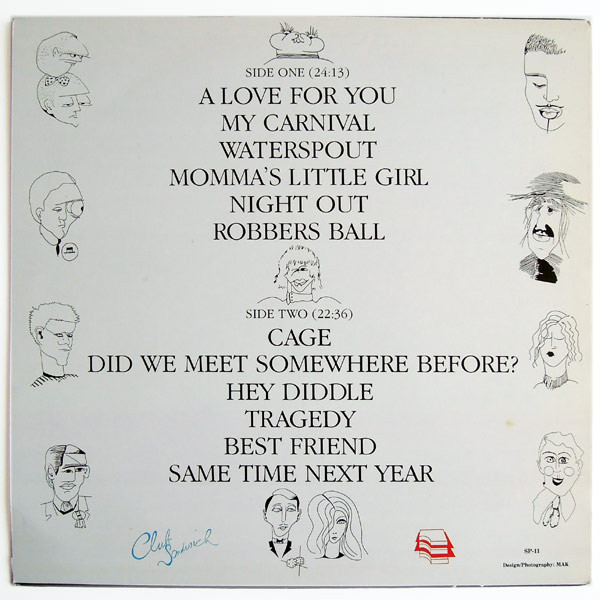 SIDE ONE (24:13)
A LOVE FOR YOU
MY CARNIVAL
WATERSPOUT
MOMMA'S LITTLE GIRL
NIGHT OUT
ROBBERS BALL
SIDE TWO (22:36)
CAGE
DID WE MEET SOMEWHERE BEFORE?
HEY DIDDLE
TRAGEDY
BEST FRIEND
SAME TIME NEXT YEAR
Club
Sandwich
SP-11
Design/Photography: MAK